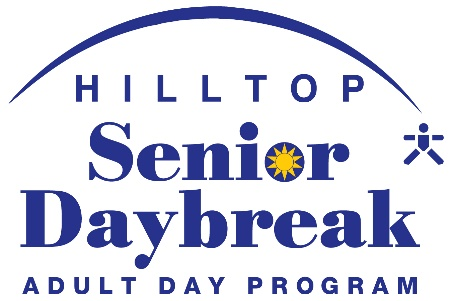 HILLTOP
Senior
Daybreak
ADULT DAY PROGRAM